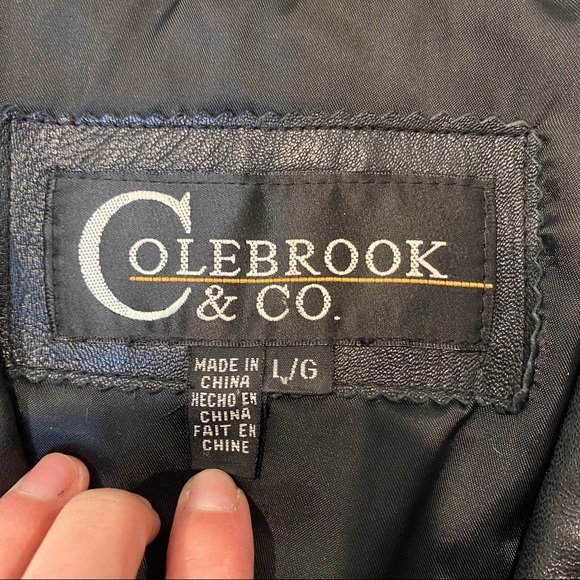 COLEBROOK
& CO.
MADE IN
CHINA
HECHO EN
CHINA
FAIT EN
CHINE
L/G